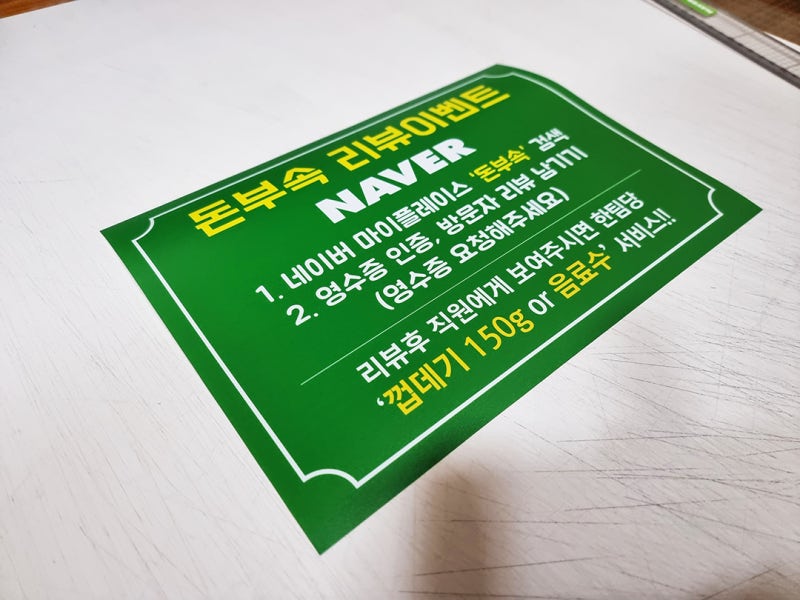 돈부속 리뷰이벤트
NAVER
1. 네이버 마이플레이스 '돈부속' 검색
2. 영수증 인증, 방문자 리뷰 남기기
(영수증 요청해주세요)
리뷰후 직원에게 보여주시면 한팀당
'껍데기 150g or 음료수' 서비스!!